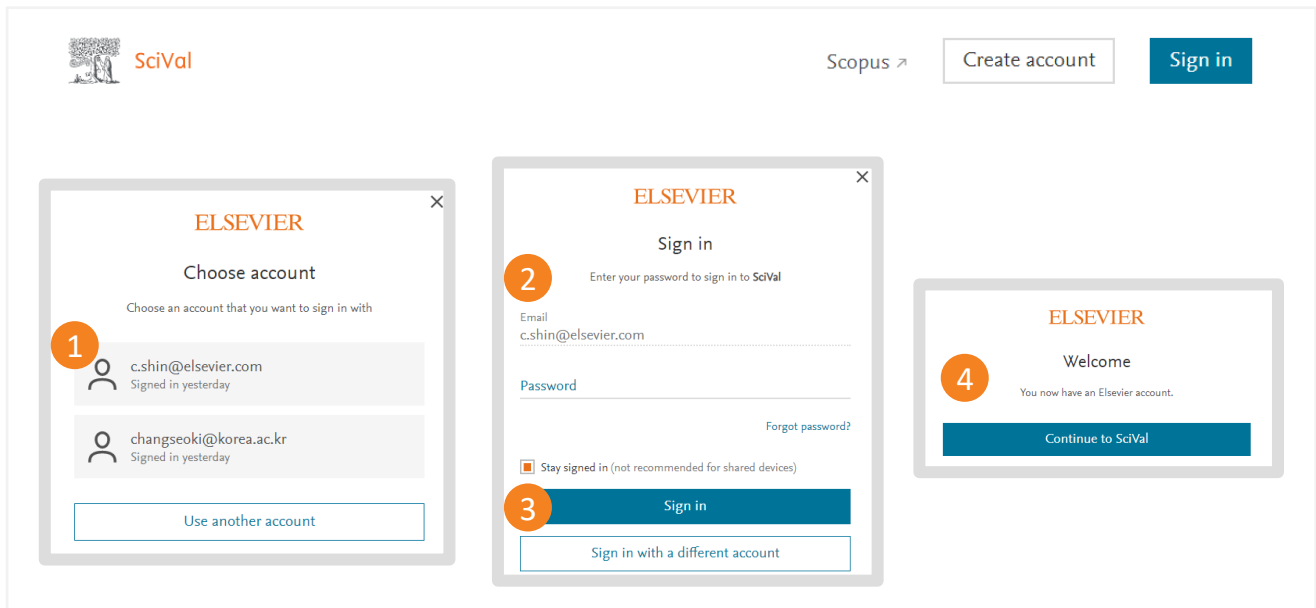 SciVal
Scopus ↗
Create account
Sign in
ELSEVIER
Choose account
Choose an account that you want to sign in with
1
c.shin@elsevier.com
Signed in yesterday
changseoki@korea.ac.kr
Signed in yesterday
Use another account
ELSEVIER
Sign in
2
Enter your password to sign in to SciVal
Email
c.shin@elsevier.com
Password
Forgot password?
Stay signed in (not recommended for shared devices)
3
Sign in
Sign in with a different account
ELSEVIER
Welcome
4
You now have an Elsevier account.
Continue to SciVal